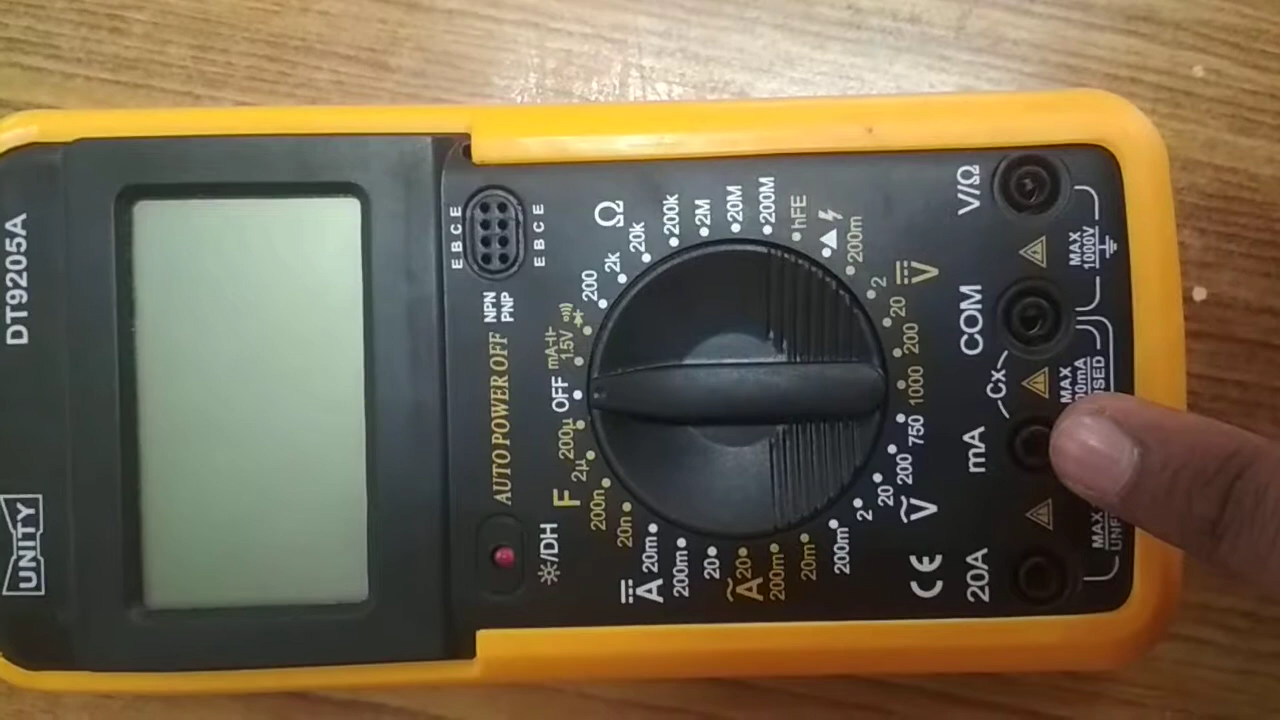 DT9205A
UNITY
E B C E
E B C E
NPN
PNP
AUTO POWER OFF
☼/DH
OFF
mA-H-
1.5V
200
2k
20k
Ω
200k
2M
20M
200M
hFE
200m
2
20
V
200
1000
750
200
20
V
2
200m
20m
200m
A
20
20
200m
A
20m
20n
200n
F
2µ
200µ
CE
V/Ω
COM
Cx
mA
20A
MAX
1000V
MAX
MAX